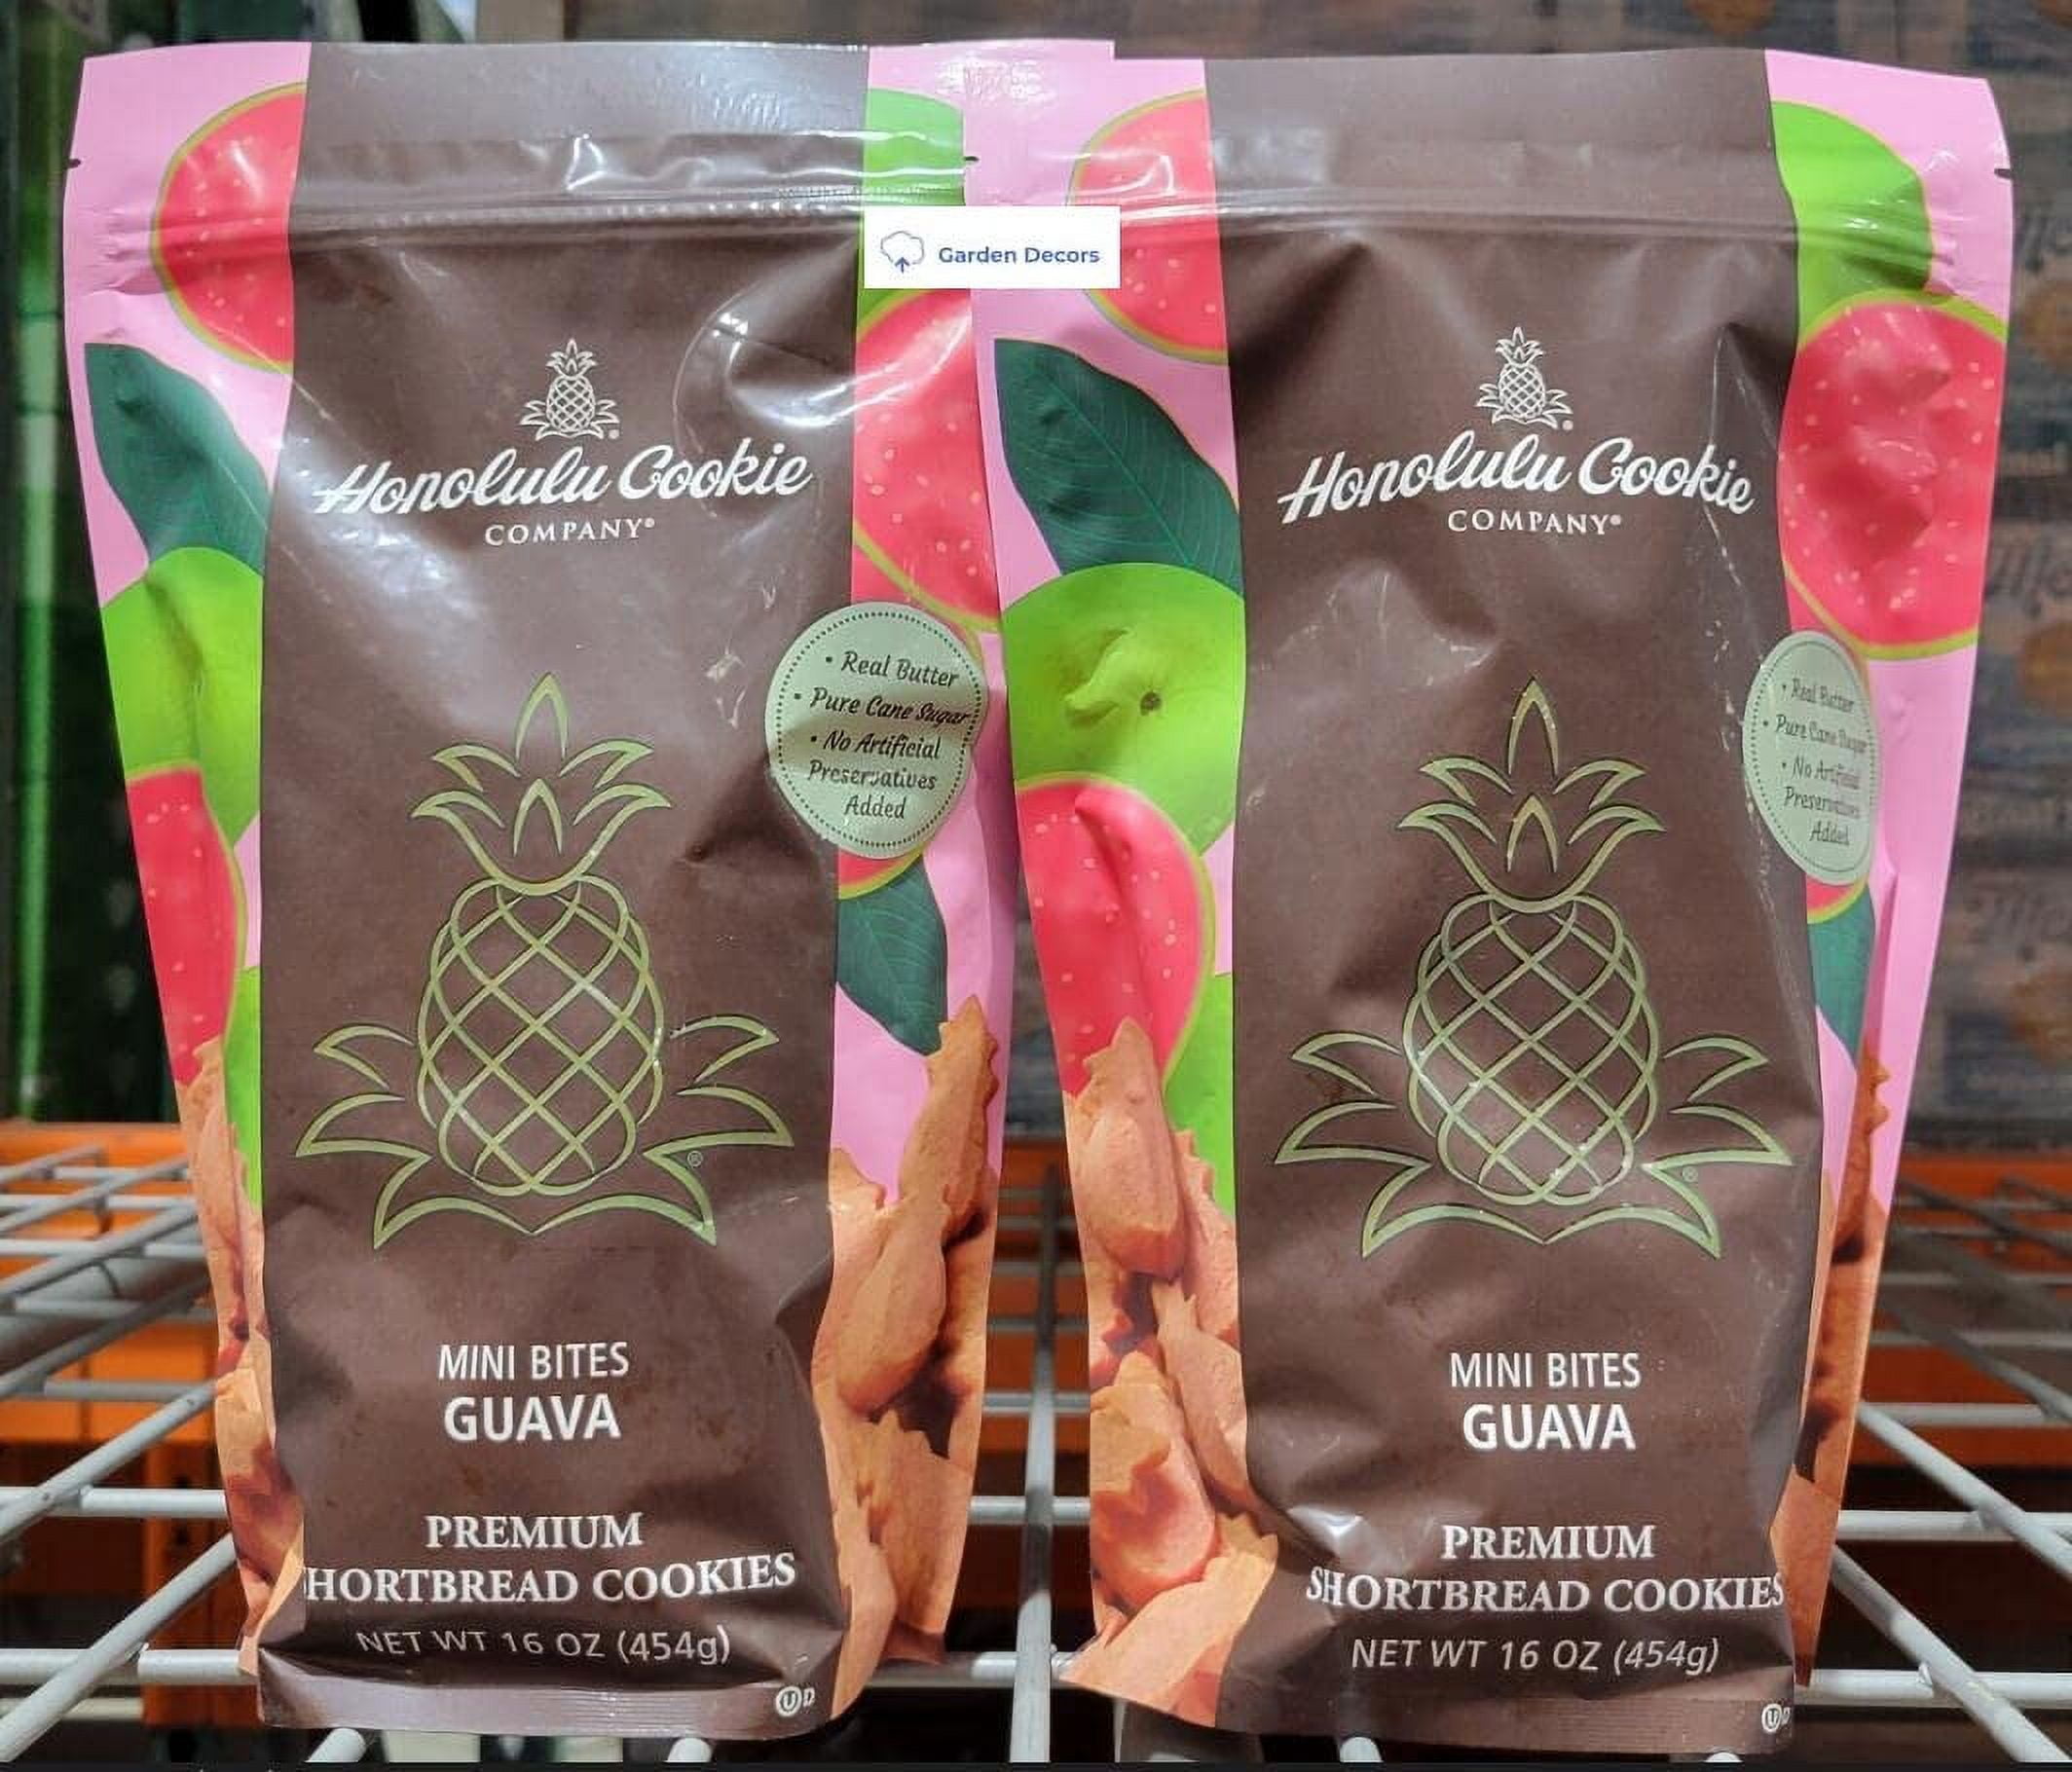 Garden Decors
Honolulu Cookie
COMPANY®
• Real Butter
• Pure Cane Sugar
• No Artificial
Preservatives
Added
MINI BITES
GUAVA
PREMIUM
SHORTBREAD COOKIES
NET WT 16 OZ (454g)
U D
Honolulu Cookie
COMPANY®
• Real Butter
• Pure Cane Sugar
• No Artificial
Preservatives
Added
MINI BITES
GUAVA
PREMIUM
SHORTBREAD COOKIES
NET WT 16 OZ (454g)
U D